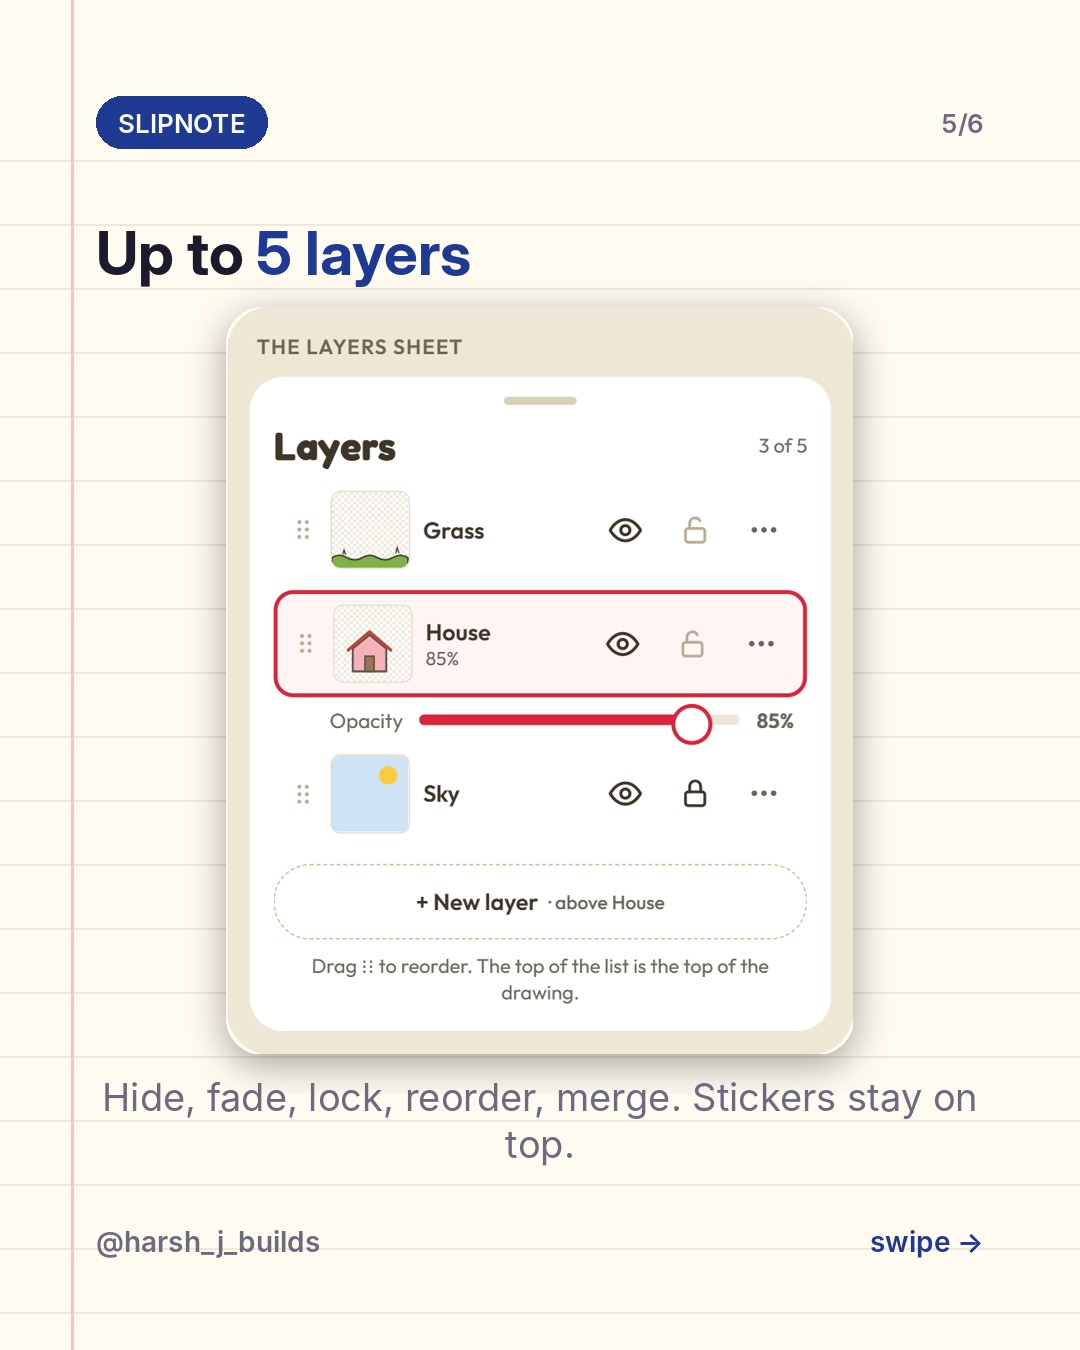 SLIPNOTE
5/6
Up to 5 layers
THE LAYERS SHEET
Layers
3 of 5
Grass
House
85%
Opacity
85%
Sky
+ New layer · above House
Drag ⠿ to reorder. The top of the list is the top of the
drawing.
Hide, fade, lock, reorder, merge. Stickers stay on
top.
@harsh_j_builds
swipe →